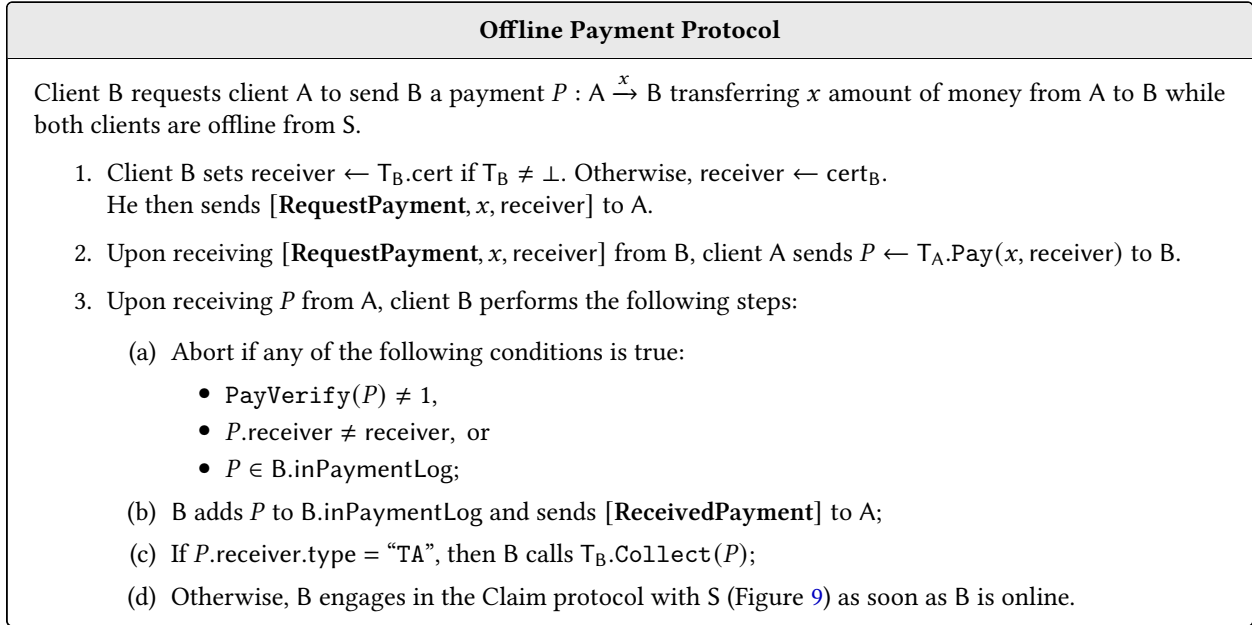 Offline Payment Protocol
Client B requests client A to send B a payment P : A →ˣ B transferring x amount of money from A to B while
both clients are offline from S.
1. Client B sets receiver ← T_B.cert if T_B ≠ ⊥. Otherwise, receiver ← cert_B.
He then sends [RequestPayment, x, receiver] to A.
2. Upon receiving [RequestPayment, x, receiver] from B, client A sends P ← T_A.Pay(x, receiver) to B.
3. Upon receiving P from A, client B performs the following steps:
(a) Abort if any of the following conditions is true:
• PayVerify(P) ≠ 1,
• P.receiver ≠ receiver, or
• P ∈ B.inPaymentLog;
(b) B adds P to B.inPaymentLog and sends [ReceivedPayment] to A;
(c) If P.receiver.type = “TA”, then B calls T_B.Collect(P);
(d) Otherwise, B engages in the Claim protocol with S (Figure 9) as soon as B is online.